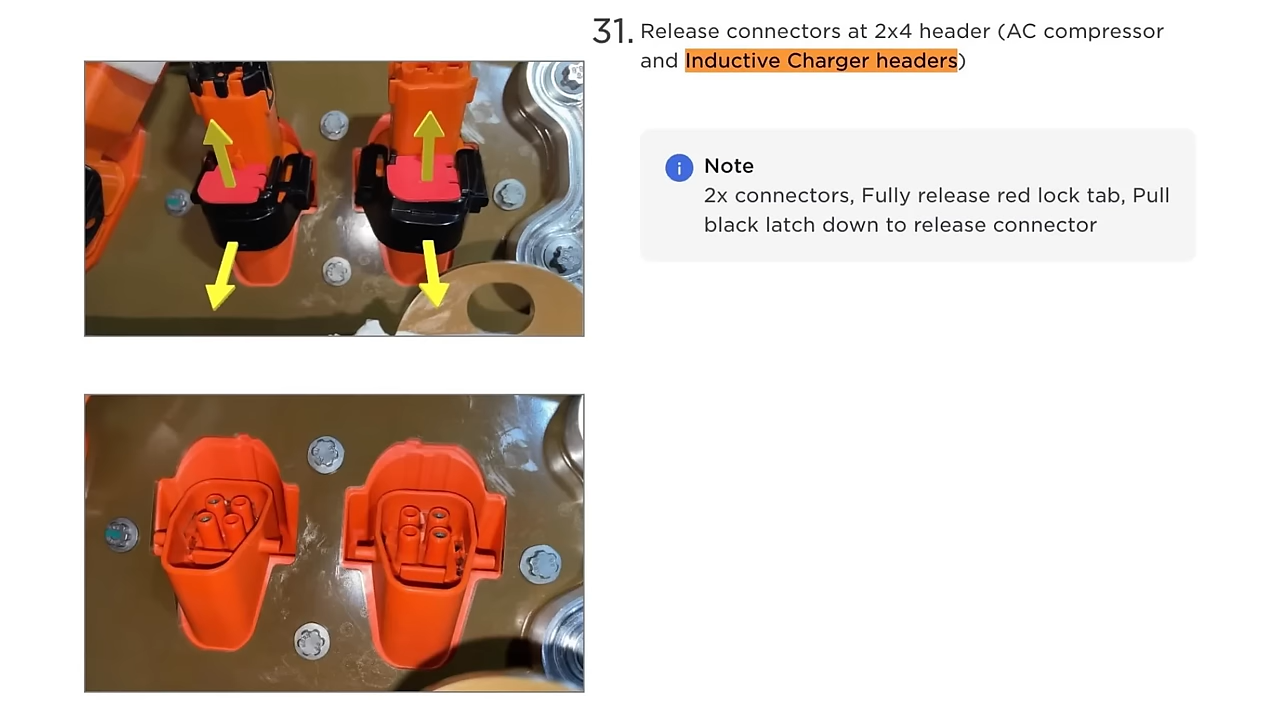 31. Release connectors at 2x4 header (AC compressor
and Inductive Charger headers)
Note
2x connectors, Fully release red lock tab, Pull
black latch down to release connector